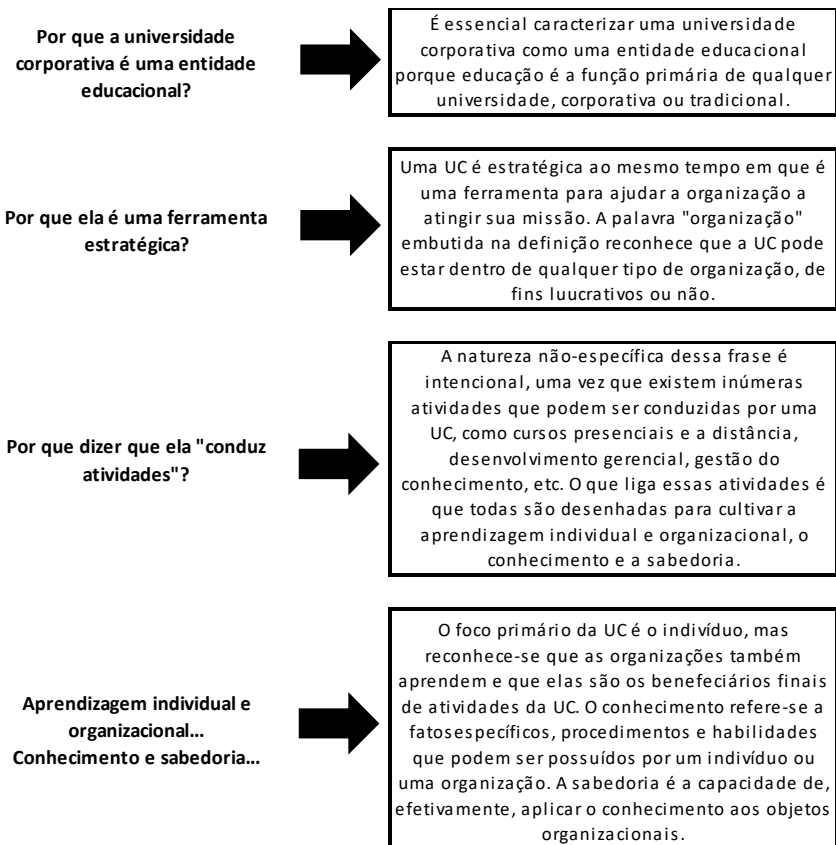 Por que a universidade
corporativa é uma entidade
educacional?
É essencial caracterizar uma universidade
corporativa como uma entidade educacional
porque educação é a função primária de qualquer
universidade, corporativa ou tradicional.
Por que ela é uma ferramenta
estratégica?
Uma UC é estratégica ao mesmo tempo em que é
uma ferramenta para ajudar a organização a
atingir sua missão. A palavra "organização"
embutida na definição reconhece que a UC pode
estar dentro de qualquer tipo de organização, de
fins luucrativos ou não.
Por que dizer que ela "conduz
atividades"?
A natureza não-específica dessa frase é
intencional, uma vez que existem inúmeras
atividades que podem ser conduzidas por uma
UC, como cursos presenciais e a distância,
desenvolvimento gerencial, gestão do
conhecimento, etc. O que liga essas atividades é
que todas são desenhadas para cultivar a
aprendizagem individual e organizacional, o
conhecimento e a sabedoria.
Aprendizagem individual e
organizacional...
Conhecimento e sabedoria...
O foco primário da UC é o indivíduo, mas
reconhece-se que as organizações também
aprendem e que elas são os benefeciários finais
de atividades da UC. O conhecimento refere-se a
fatosespecíficos, procedimentos e habilidades
que podem ser possuídos por um indivíduo ou
uma organização. A sabedoria é a capacidade de,
efetivamente, aplicar o conhecimento aos objetos
organizacionais.